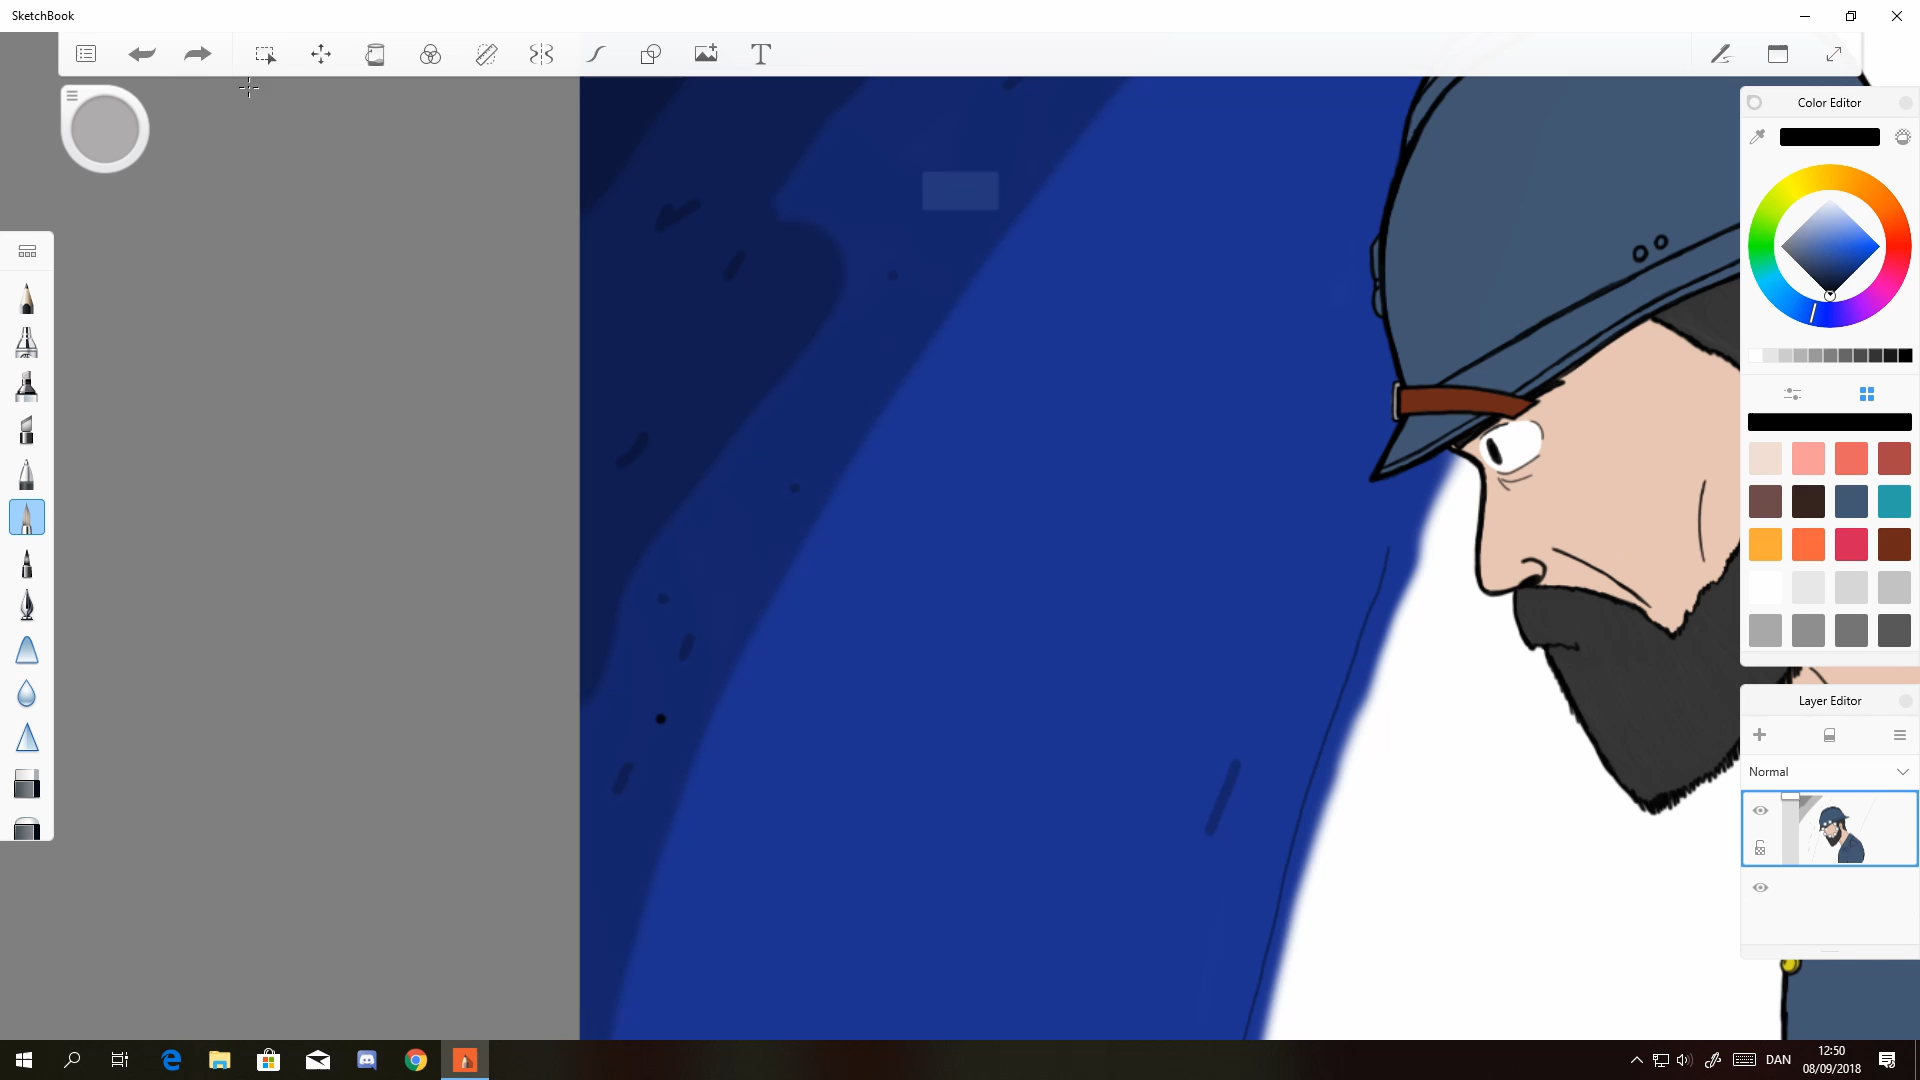 SketchBook
T
Color Editor
Layer Editor
Normal
DAN
12:50
08/09/2018